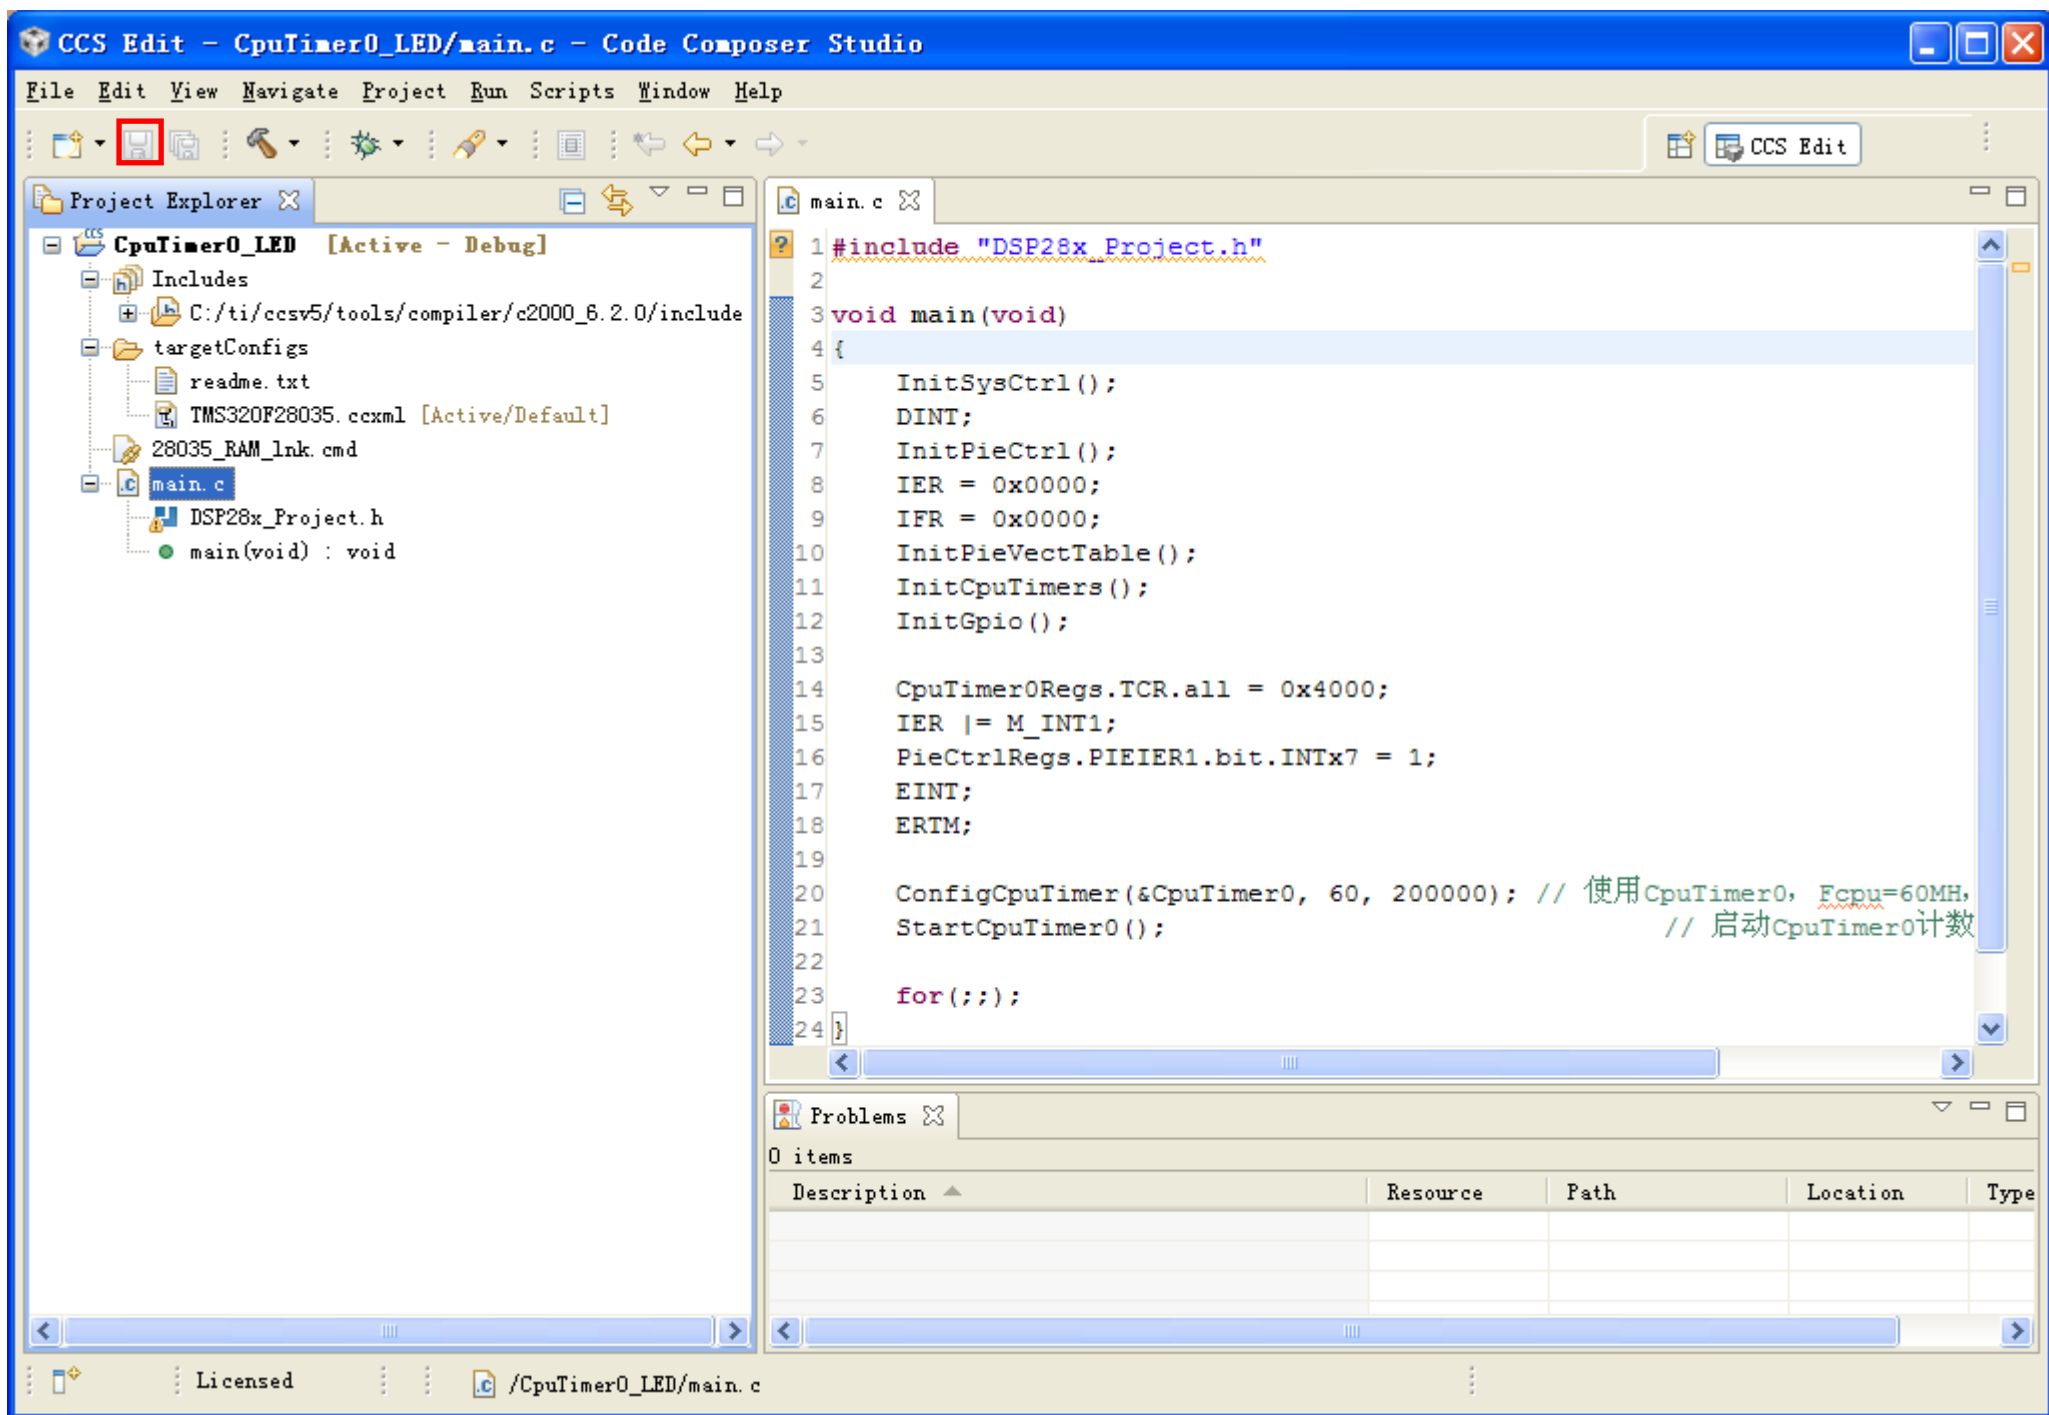 CCS Edit - CpuTimer0_LED/main.c - Code Composer Studio
File Edit View Navigate Project Run Scripts Window Help
CCS Edit
Project Explorer
CpuTimer0_LED [Active - Debug]
Includes
C:/ti/ccsv5/tools/compiler/c2000_6.2.0/include
targetConfigs
readme.txt
TMS320F28035.ccxml [Active/Default]
28035_RAM_lnk.cmd
main.c
DSP28x_Project.h
main(void) : void
main.c
1 #include "DSP28x_Project.h"
2
3 void main(void)
4 {
5 InitSysCtrl();
6 DINT;
7 InitPieCtrl();
8 IER = 0x0000;
9 IFR = 0x0000;
10 InitPieVectTable();
11 InitCpuTimers();
12 InitGpio();
13
14 CpuTimer0Regs.TCR.all = 0x4000;
15 IER |= M_INT1;
16 PieCtrlRegs.PIEIER1.bit.INTx7 = 1;
17 EINT;
18 ERTM;
19
20 ConfigCpuTimer(&CpuTimer0, 60, 200000); // 使用CpuTimer0，Fcpu=60MH,
21 StartCpuTimer0(); // 启动CpuTimer0计数
22
23 for(;;);
24 }
Problems
0 items
Description Resource Path Location Type
Licensed /CpuTimer0_LED/main.c